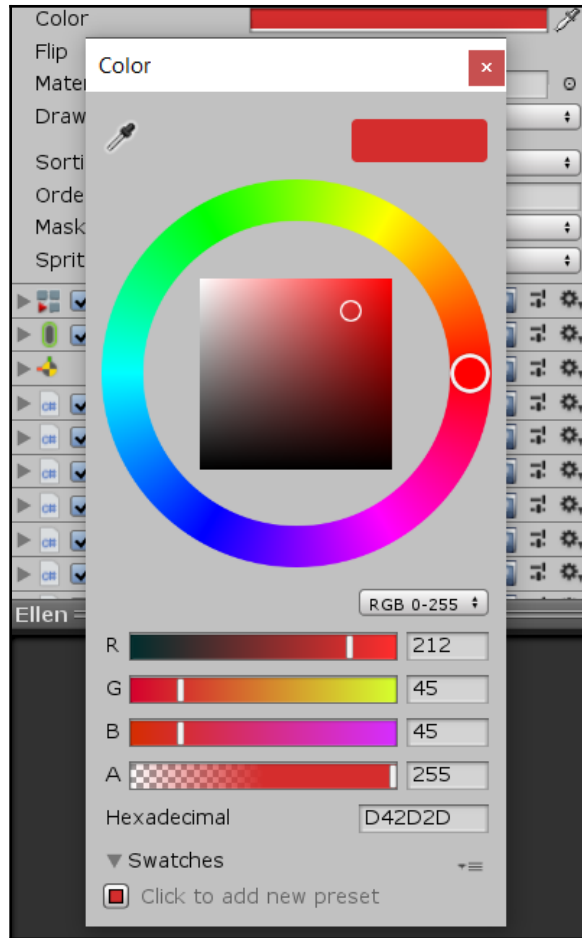 Color
Flip
Color
×
Mate
Draw
Sorti
Orde
Mask
Sprit
c#
c#
c#
c#
c#
c#
RGB 0-255
Ellen
R 212
G 45
B 45
A 255
Hexadecimal D42D2D
Swatches
Click to add new preset